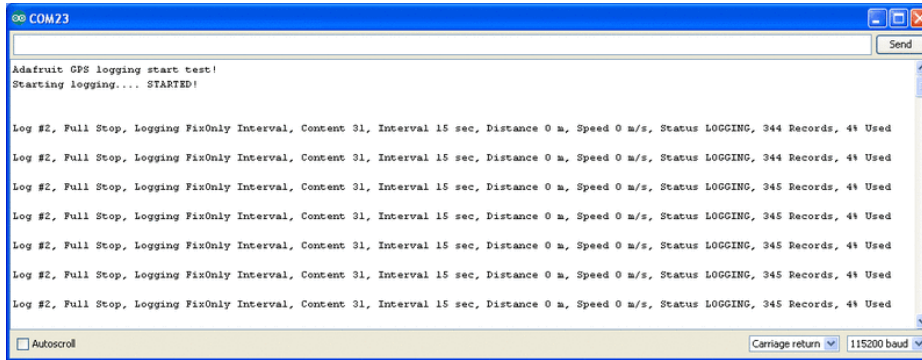 COM23
Send
Adafruit GPS logging start test!
Starting logging.... STARTED!
Log #2, Full Stop, Logging FixOnly Interval, Content 31, Interval 15 sec, Distance 0 m, Speed 0 m/s, Status LOGGING, 344 Records, 4% Used
Log #2, Full Stop, Logging FixOnly Interval, Content 31, Interval 15 sec, Distance 0 m, Speed 0 m/s, Status LOGGING, 344 Records, 4% Used
Log #2, Full Stop, Logging FixOnly Interval, Content 31, Interval 15 sec, Distance 0 m, Speed 0 m/s, Status LOGGING, 345 Records, 4% Used
Log #2, Full Stop, Logging FixOnly Interval, Content 31, Interval 15 sec, Distance 0 m, Speed 0 m/s, Status LOGGING, 345 Records, 4% Used
Log #2, Full Stop, Logging FixOnly Interval, Content 31, Interval 15 sec, Distance 0 m, Speed 0 m/s, Status LOGGING, 345 Records, 4% Used
Log #2, Full Stop, Logging FixOnly Interval, Content 31, Interval 15 sec, Distance 0 m, Speed 0 m/s, Status LOGGING, 345 Records, 4% Used
Log #2, Full Stop, Logging FixOnly Interval, Content 31, Interval 15 sec, Distance 0 m, Speed 0 m/s, Status LOGGING, 345 Records, 4% Used
Autoscroll
Carriage return
115200 baud